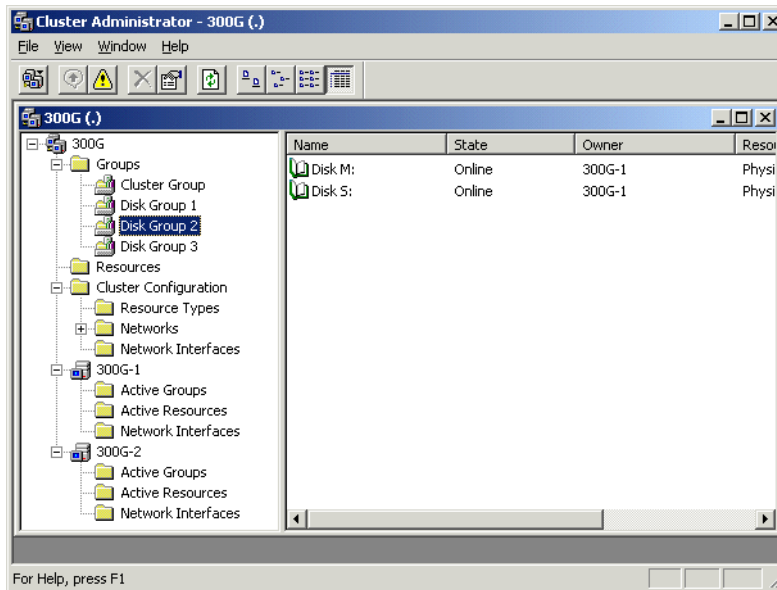 Cluster Administrator - 300G (.)
File View Window Help
300G (.)
300G
Groups
Cluster Group
Disk Group 1
Disk Group 2
Disk Group 3
Resources
Cluster Configuration
Resource Types
Networks
Network Interfaces
300G-1
Active Groups
Active Resources
Network Interfaces
300G-2
Active Groups
Active Resources
Network Interfaces
Name State Owner Resou
Disk M: Online 300G-1 Physi
Disk S: Online 300G-1 Physi
For Help, press F1